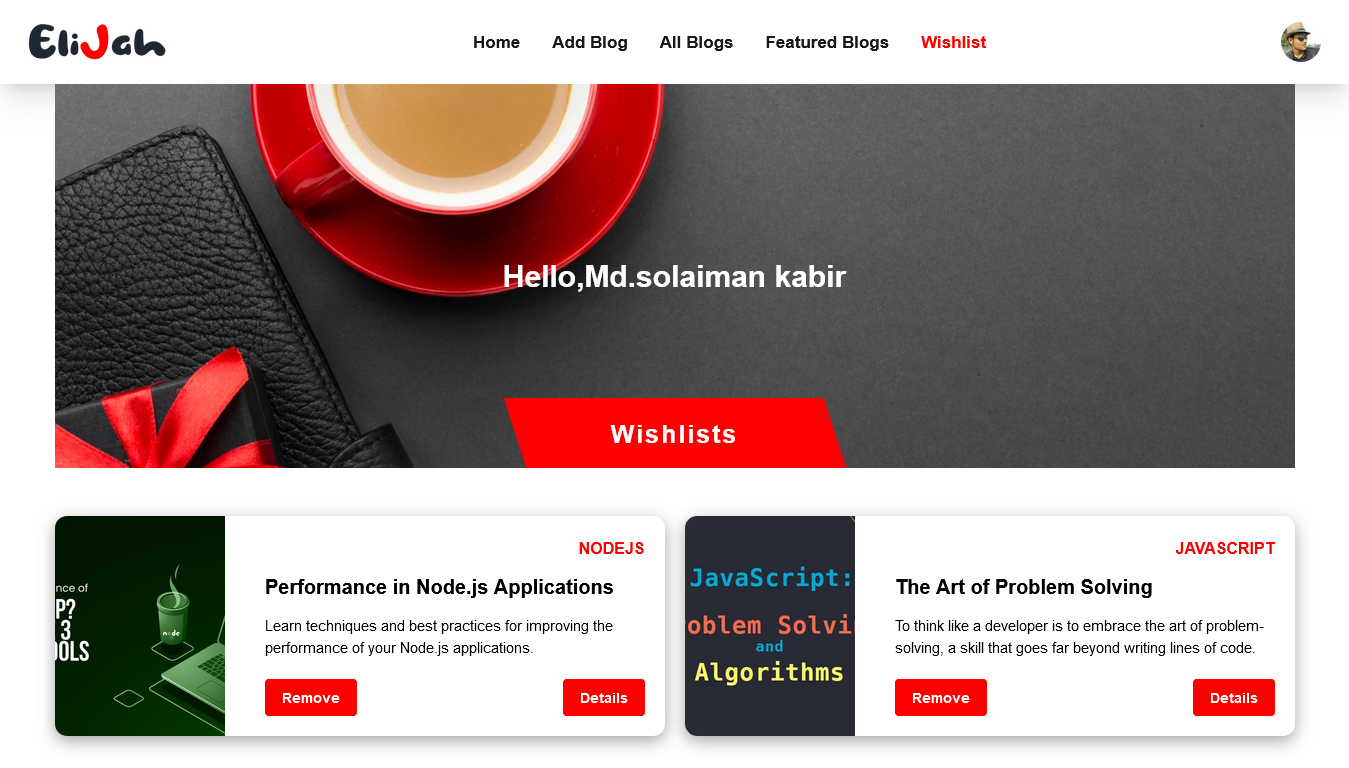 EliJah
Home Add Blog All Blogs Featured Blogs Wishlist
Hello,Md.solaiman kabir
Wishlists
NODEJS
Performance in Node.js Applications
Learn techniques and best practices for improving the
performance of your Node.js applications.
Remove Details
nce of
P?
3
OLS
node
JAVASCRIPT
The Art of Problem Solving
To think like a developer is to embrace the art of problem-
solving, a skill that goes far beyond writing lines of code.
Remove Details
JavaScript:
roblem Solvin
and
Algorithms